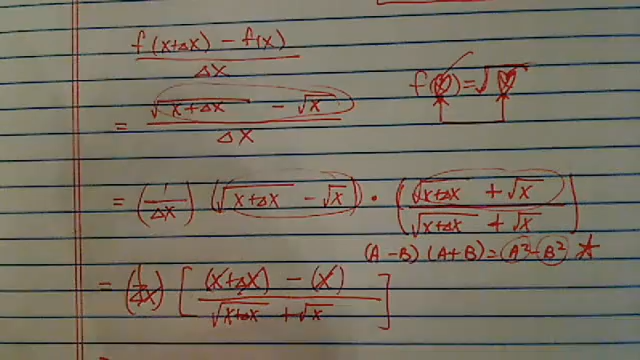 f(x+Δx) - f(x)
Δx
= √x+Δx - √x
Δx
f(♡)=√♡
= (1/Δx) (√x+Δx - √x) · (√x+Δx + √x / √x+Δx + √x)
(A-B)(A+B) = A²-B² ☆
= (1/Δx) [(x+Δx) - (x) / √x+Δx + √x]